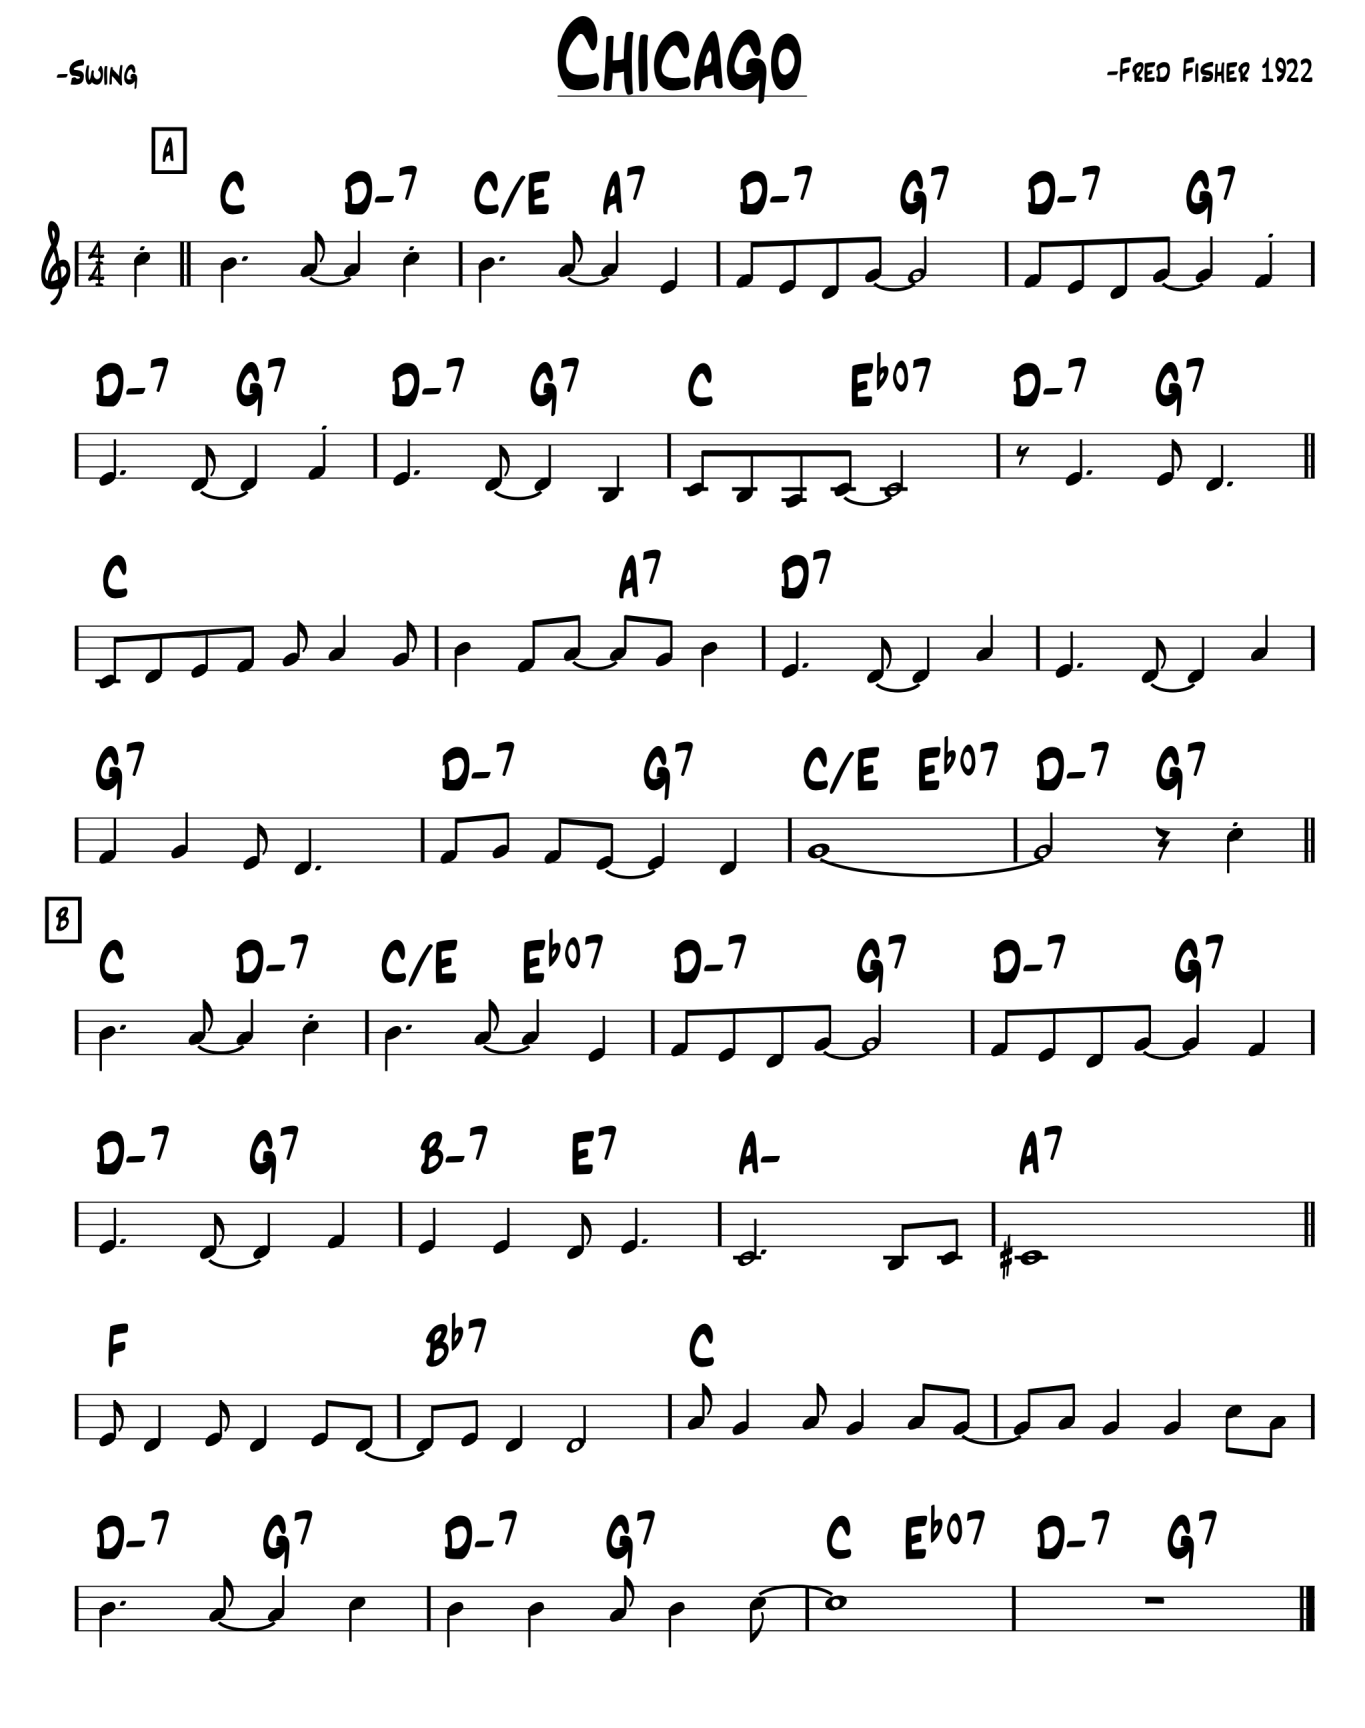 Chicago
-Swing
-Fred Fisher 1922
A
C D-7 C/E A7 D-7 G7 D-7 G7
4
4
D-7 G7 D-7 G7 C E♭o7 D-7 G7
C A7 D7
G7 D-7 G7 C/E E♭o7 D-7 G7
B
C D-7 C/E E♭o7 D-7 G7 D-7 G7
D-7 G7 B-7 E7 A- A7
F B♭7 C
D-7 G7 D-7 G7 C E♭o7 D-7 G7